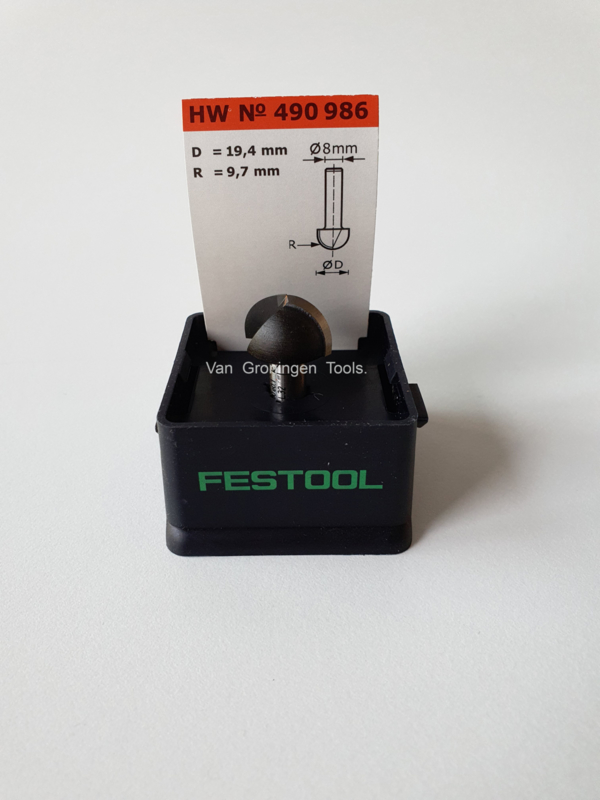 HW Nº 490 986
D = 19,4 mm
R = 9,7 mm
Ø8mm
R
ØD
Van Groningen Tools.
FESTOOL